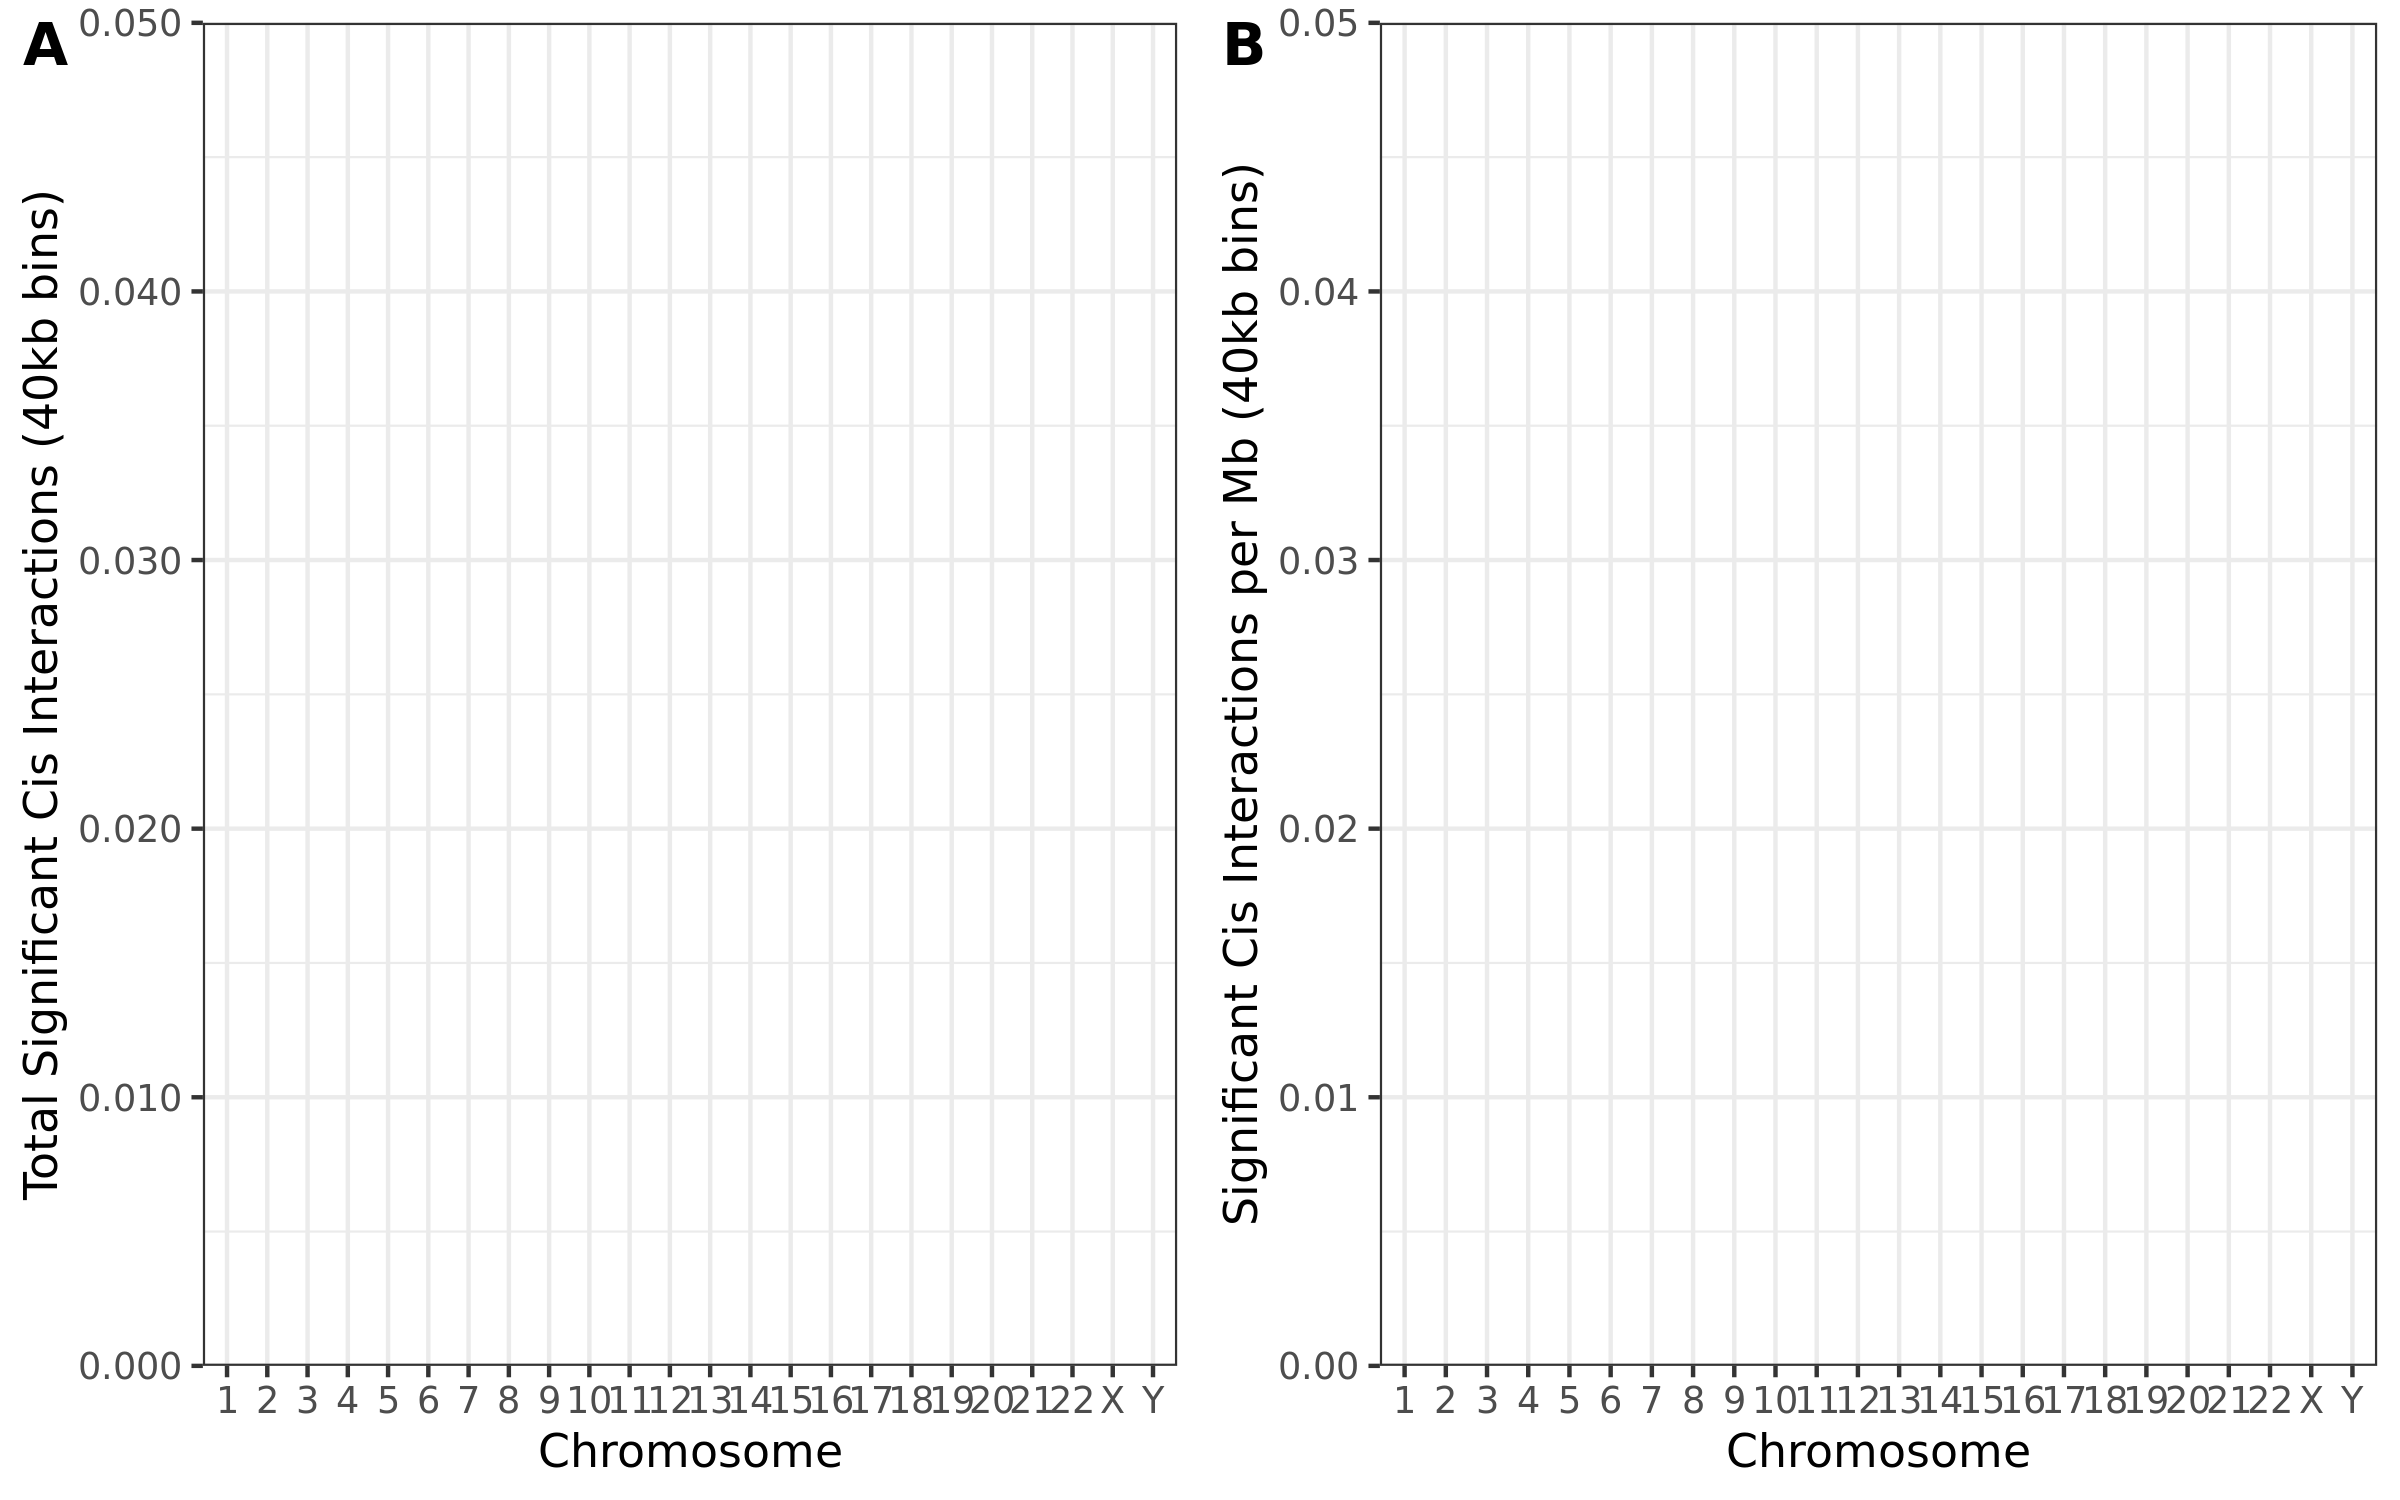 A
Total Significant Cis Interactions (40kb bins)
0.050
0.040
0.030
0.020
0.010
0.000
1 2 3 4 5 6 7 8 9 10 11 12 13 14 15 16 17 18 19 20 21 22 X Y
Chromosome
B
Significant Cis Interactions per Mb (40kb bins)
0.05
0.04
0.03
0.02
0.01
0.00
1 2 3 4 5 6 7 8 9 10 11 12 13 14 15 16 17 18 19 20 21 22 X Y
Chromosome